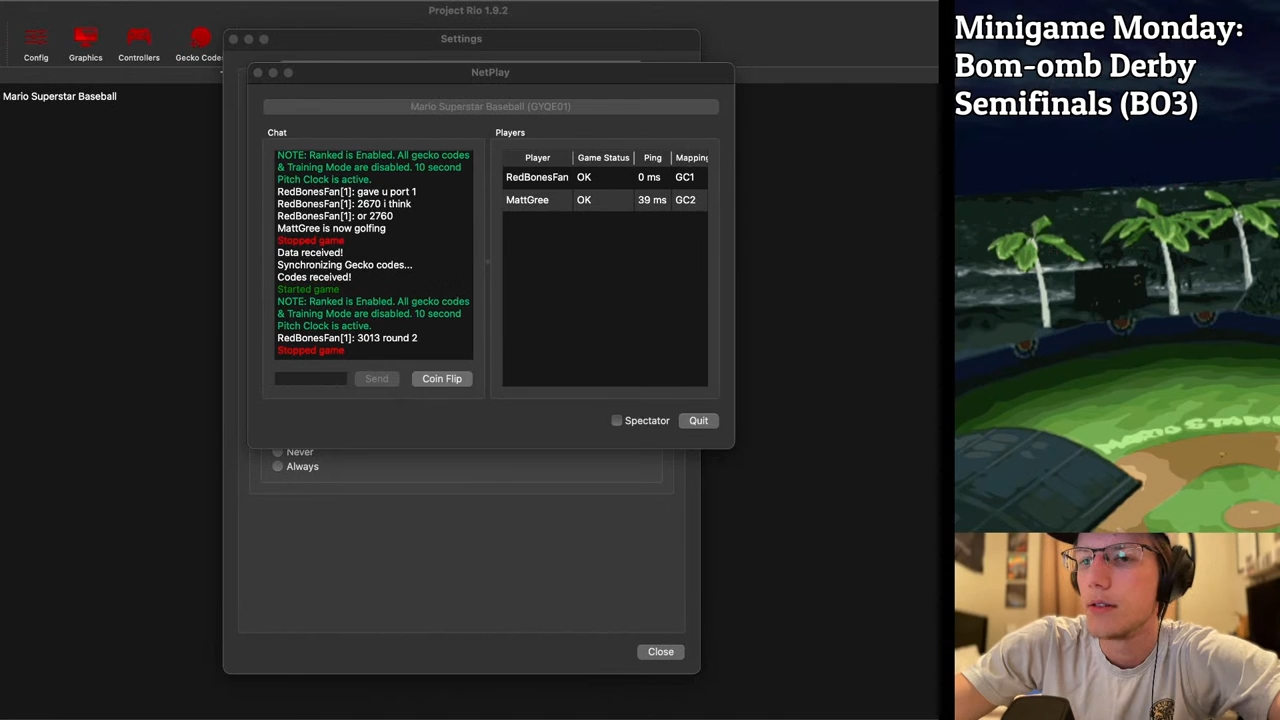 Project Rio 1.9.2
Config
Graphics
Controllers
Gecko Codes
Settings
Mario Superstar Baseball
NetPlay
Mario Superstar Baseball (GYQE01)
Chat
NOTE: Ranked is Enabled. All gecko codes
& Training Mode are disabled. 10 second
Pitch Clock is active.
RedBonesFan[1]: gave u port 1
RedBonesFan[1]: 2670 i think
RedBonesFan[1]: or 2760
MattGree is now golfing
Stopped game
Data received!
Synchronizing Gecko codes...
Codes received!
Started game
NOTE: Ranked is Enabled. All gecko codes
& Training Mode are disabled. 10 second
Pitch Clock is active.
RedBonesFan[1]: 3013 round 2
Stopped game
Send
Coin Flip
Players
Player Game Status Ping Mapping
RedBonesFan OK 0 ms GC1
MattGree OK 39 ms GC2
Spectator
Quit
Never
Always
Close
Minigame Monday:
Bom-omb Derby
Semifinals (BO3)
MARIO STADIUM